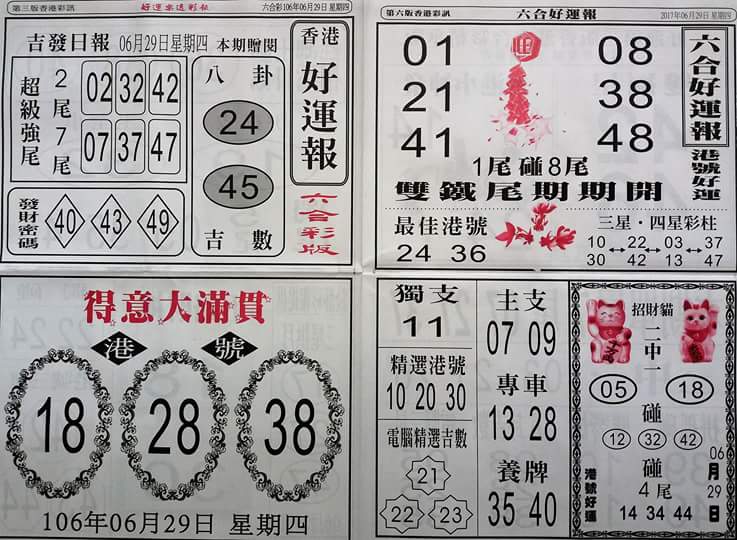 第三版香港彩訊 好運來送彩仙 六合彩106年06月29日 星期四
吉發日報 06月29日星期四 本期贈閱
超級強尾
2尾7尾
02 32 42
07 37 47
八卦
24
45
吉數
發財密碼
40 43 49
香港
好運報
六合彩版
第六版香港彩訊 六合好運報 2017年06月29日 星期四
01 08
21 38
41 48
1尾碰8尾
雙鐵尾期期開
六合好運報
港號好運
最佳港號
24 36
三星·四星彩柱
10 22 03 37
30 42 13 47
得意大滿貫
港號
18 28 38
106年06月29日 星期四
獨支
11
精選港號
10 20 30
電腦精選吉數
21
22 23
主支
07 09
專車
13 28
養牌
35 40
招財貓
二中一
05 18
碰
12 32 42
碰
4尾
14 34 44
港號好運
06月29日